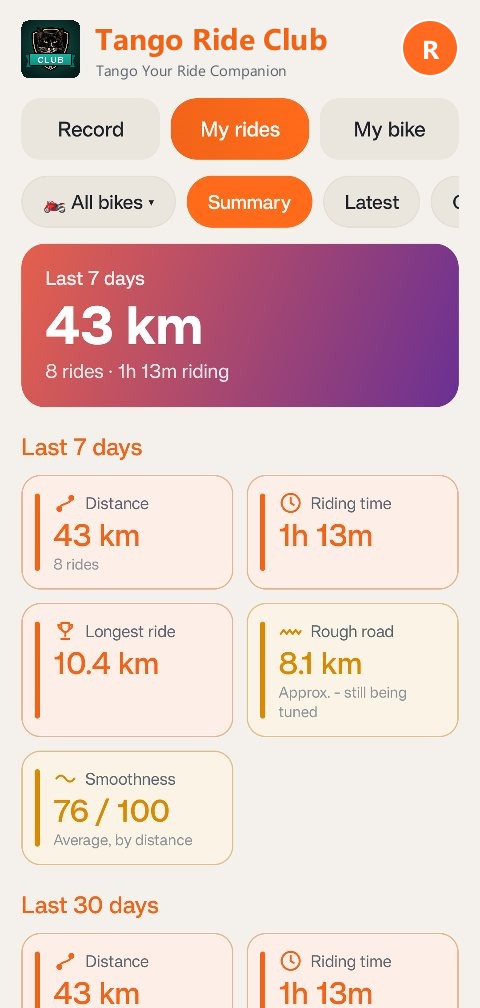 CLUB
Tango Ride Club
Tango Your Ride Companion
R
Record
My rides
My bike
All bikes ▾
Summary
Latest
Last 7 days
43 km
8 rides · 1h 13m riding
Last 7 days
Distance
43 km
8 rides
Riding time
1h 13m
Longest ride
10.4 km
Rough road
8.1 km
Approx. - still being
tuned
Smoothness
76 / 100
Average, by distance
Last 30 days
Distance
43 km
Riding time
1h 13m